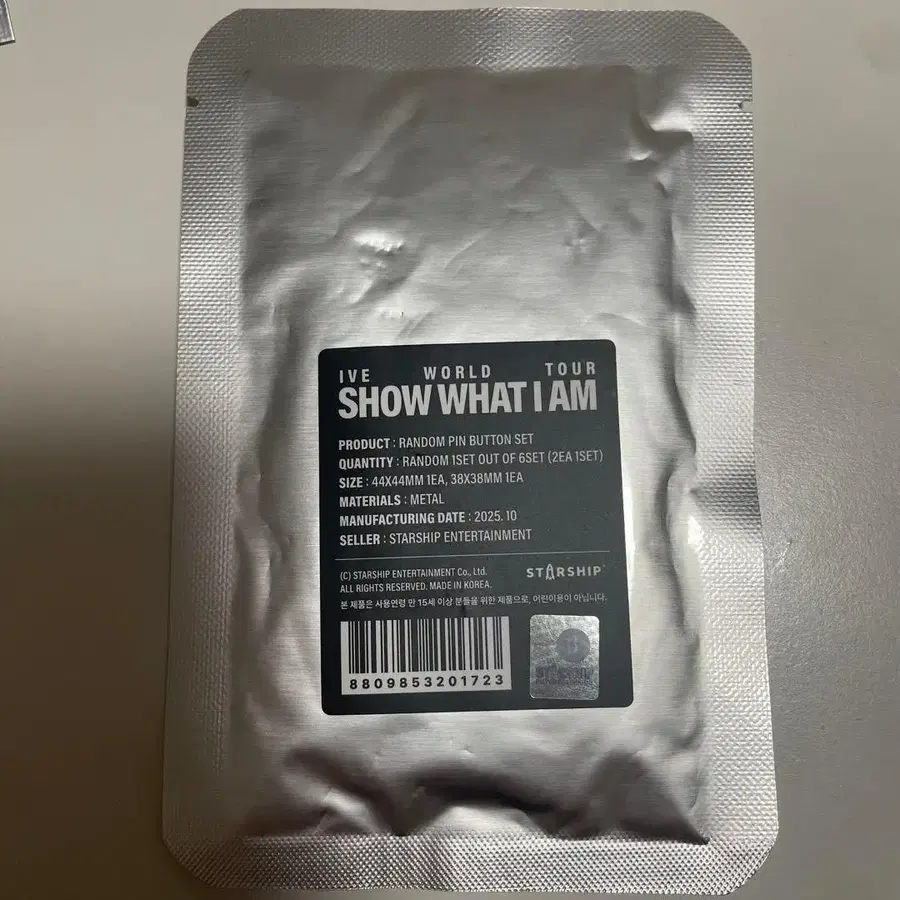 IVE WORLD TOUR
SHOW WHAT I AM
PRODUCT : RANDOM PIN BUTTON SET
QUANTITY : RANDOM 1SET OUT OF 6SET (2EA 1SET)
SIZE : 44X44MM 1EA, 38X38MM 1EA
MATERIALS : METAL
MANUFACTURING DATE : 2025. 10
SELLER : STARSHIP ENTERTAINMENT
(C) STARSHIP ENTERTAINMENT Co., Ltd.
ALL RIGHTS RESERVED. MADE IN KOREA.
STARSHIP
본 제품은 사용연령 만 15세 이상 분들을 위한 제품으로, 어린이용이 아닙니다.
8809853201723